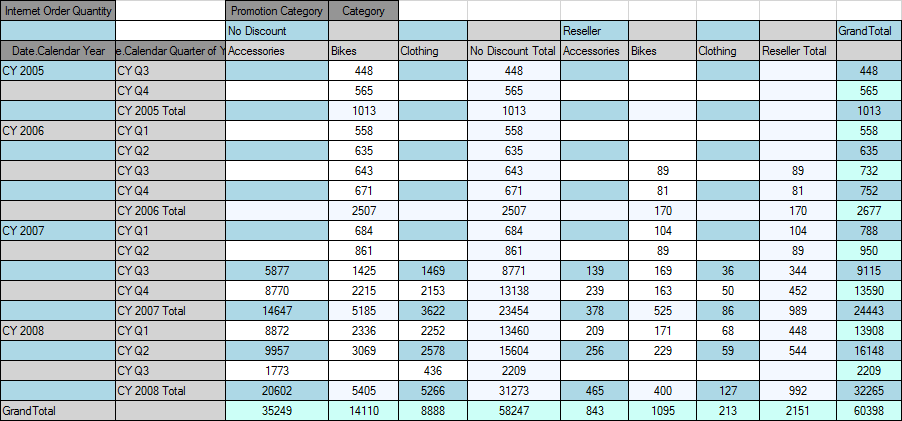 Internet Order Quantity Promotion Category Category
No Discount Reseller GrandTotal
Date.Calendar Year e.Calendar Quarter of Y Accessories Bikes Clothing No Discount Total Accessories Bikes Clothing Reseller Total
CY 2005 CY Q3 448 448 448
CY Q4 565 565 565
CY 2005 Total 1013 1013 1013
CY 2006 CY Q1 558 558 558
CY Q2 635 635 635
CY Q3 643 643 89 89 732
CY Q4 671 671 81 81 752
CY 2006 Total 2507 2507 170 170 2677
CY 2007 CY Q1 684 684 104 104 788
CY Q2 861 861 89 89 950
CY Q3 5877 1425 1469 8771 139 169 36 344 9115
CY Q4 8770 2215 2153 13138 239 163 50 452 13590
CY 2007 Total 14647 5185 3622 23454 378 525 86 989 24443
CY 2008 CY Q1 8872 2336 2252 13460 209 171 68 448 13908
CY Q2 9957 3069 2578 15604 256 229 59 544 16148
CY Q3 1773 436 2209 2209
CY 2008 Total 20602 5405 5266 31273 465 400 127 992 32265
GrandTotal 35249 14110 8888 58247 843 1095 213 2151 60398